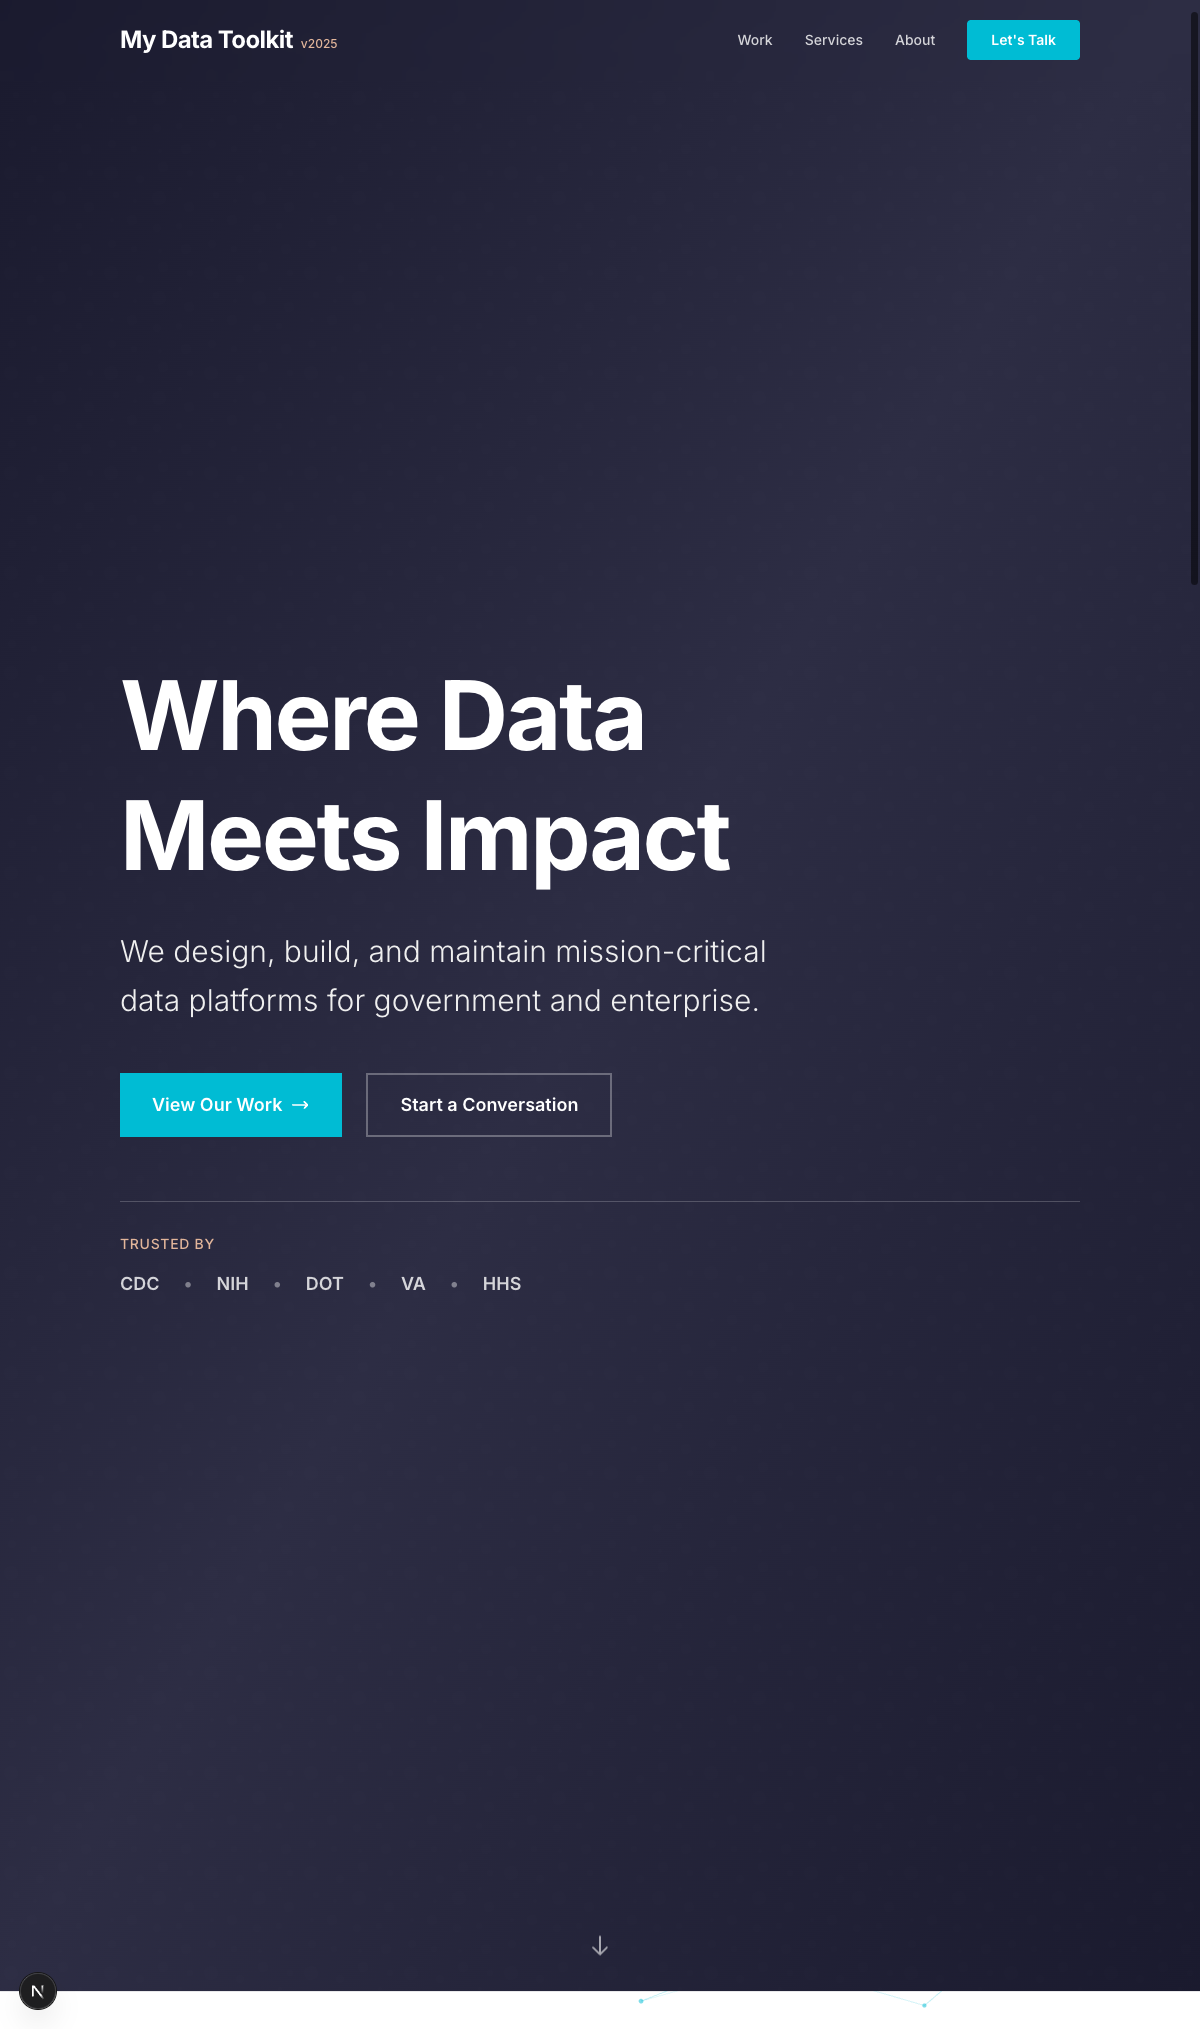 My Data Toolkit v2025
Work Services About Let's Talk
Where Data
Meets Impact
We design, build, and maintain mission-critical
data platforms for government and enterprise.
View Our Work → Start a Conversation
TRUSTED BY
CDC • NIH • DOT • VA • HHS
N